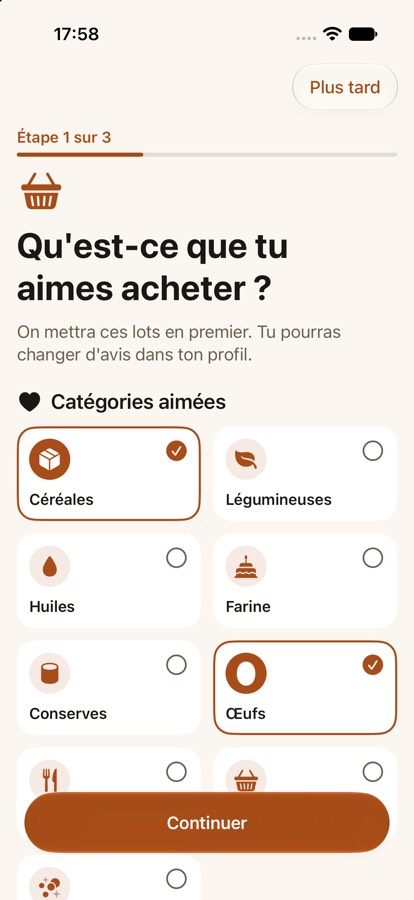 17:58
Plus tard
Étape 1 sur 3
Qu'est-ce que tu
aimes acheter ?
On mettra ces lots en premier. Tu pourras
changer d'avis dans ton profil.
Catégories aimées
Céréales
Légumineuses
Huiles
Farine
Conserves
Œufs
Continuer